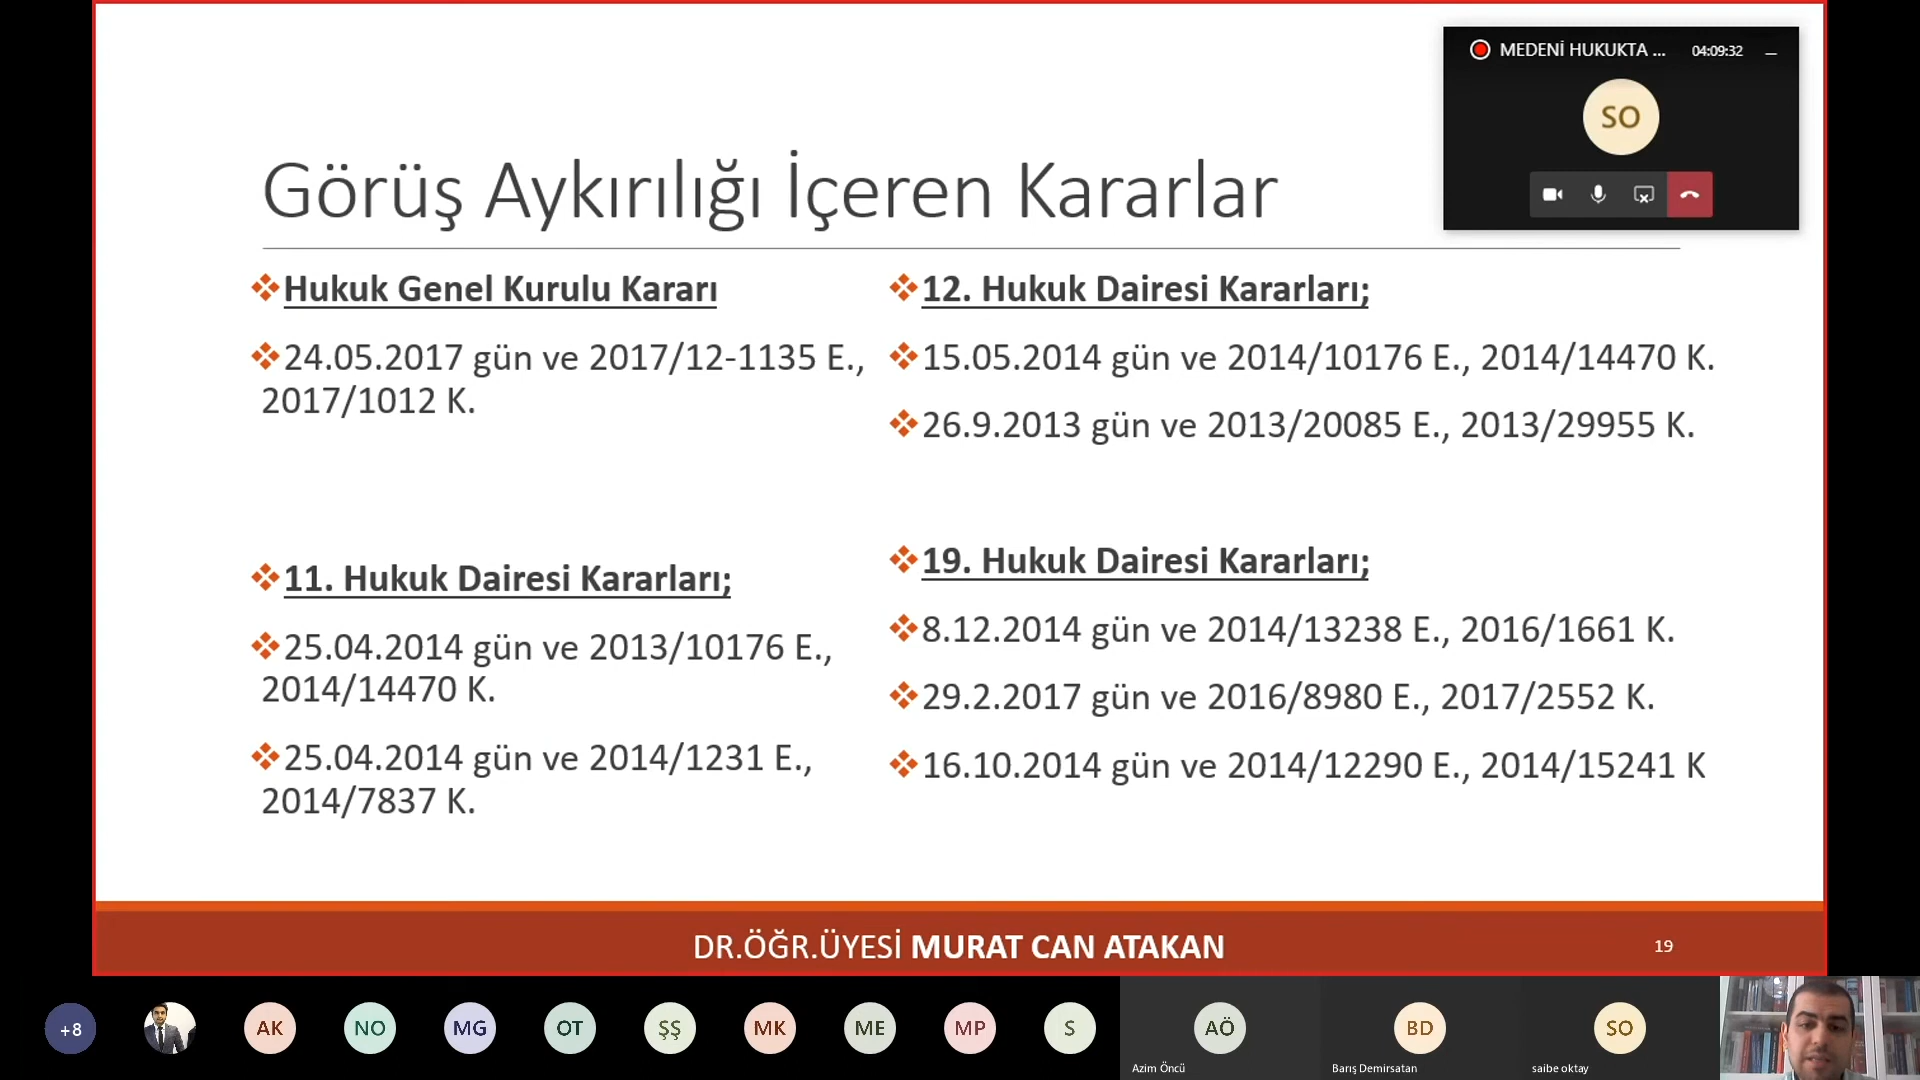 MEDENİ HUKUKTA ...
04:09:32
SO
Görüş Aykırılığı İçeren Kararlar
Hukuk Genel Kurulu Kararı
24.05.2017 gün ve 2017/12-1135 E.,
2017/1012 K.
11. Hukuk Dairesi Kararları;
25.04.2014 gün ve 2013/10176 E.,
2014/14470 K.
25.04.2014 gün ve 2014/1231 E.,
2014/7837 K.
12. Hukuk Dairesi Kararları;
15.05.2014 gün ve 2014/10176 E., 2014/14470 K.
26.9.2013 gün ve 2013/20085 E., 2013/29955 K.
19. Hukuk Dairesi Kararları;
8.12.2014 gün ve 2014/13238 E., 2016/1661 K.
29.2.2017 gün ve 2016/8980 E., 2017/2552 K.
16.10.2014 gün ve 2014/12290 E., 2014/15241 K
DR.ÖĞR.ÜYESİ MURAT CAN ATAKAN
19
+8
AK
NO
MG
OT
ŞŞ
MK
ME
MP
S
AÖ
BD
SO
Azim Öncü
Barış Demirsatan
saibe oktay